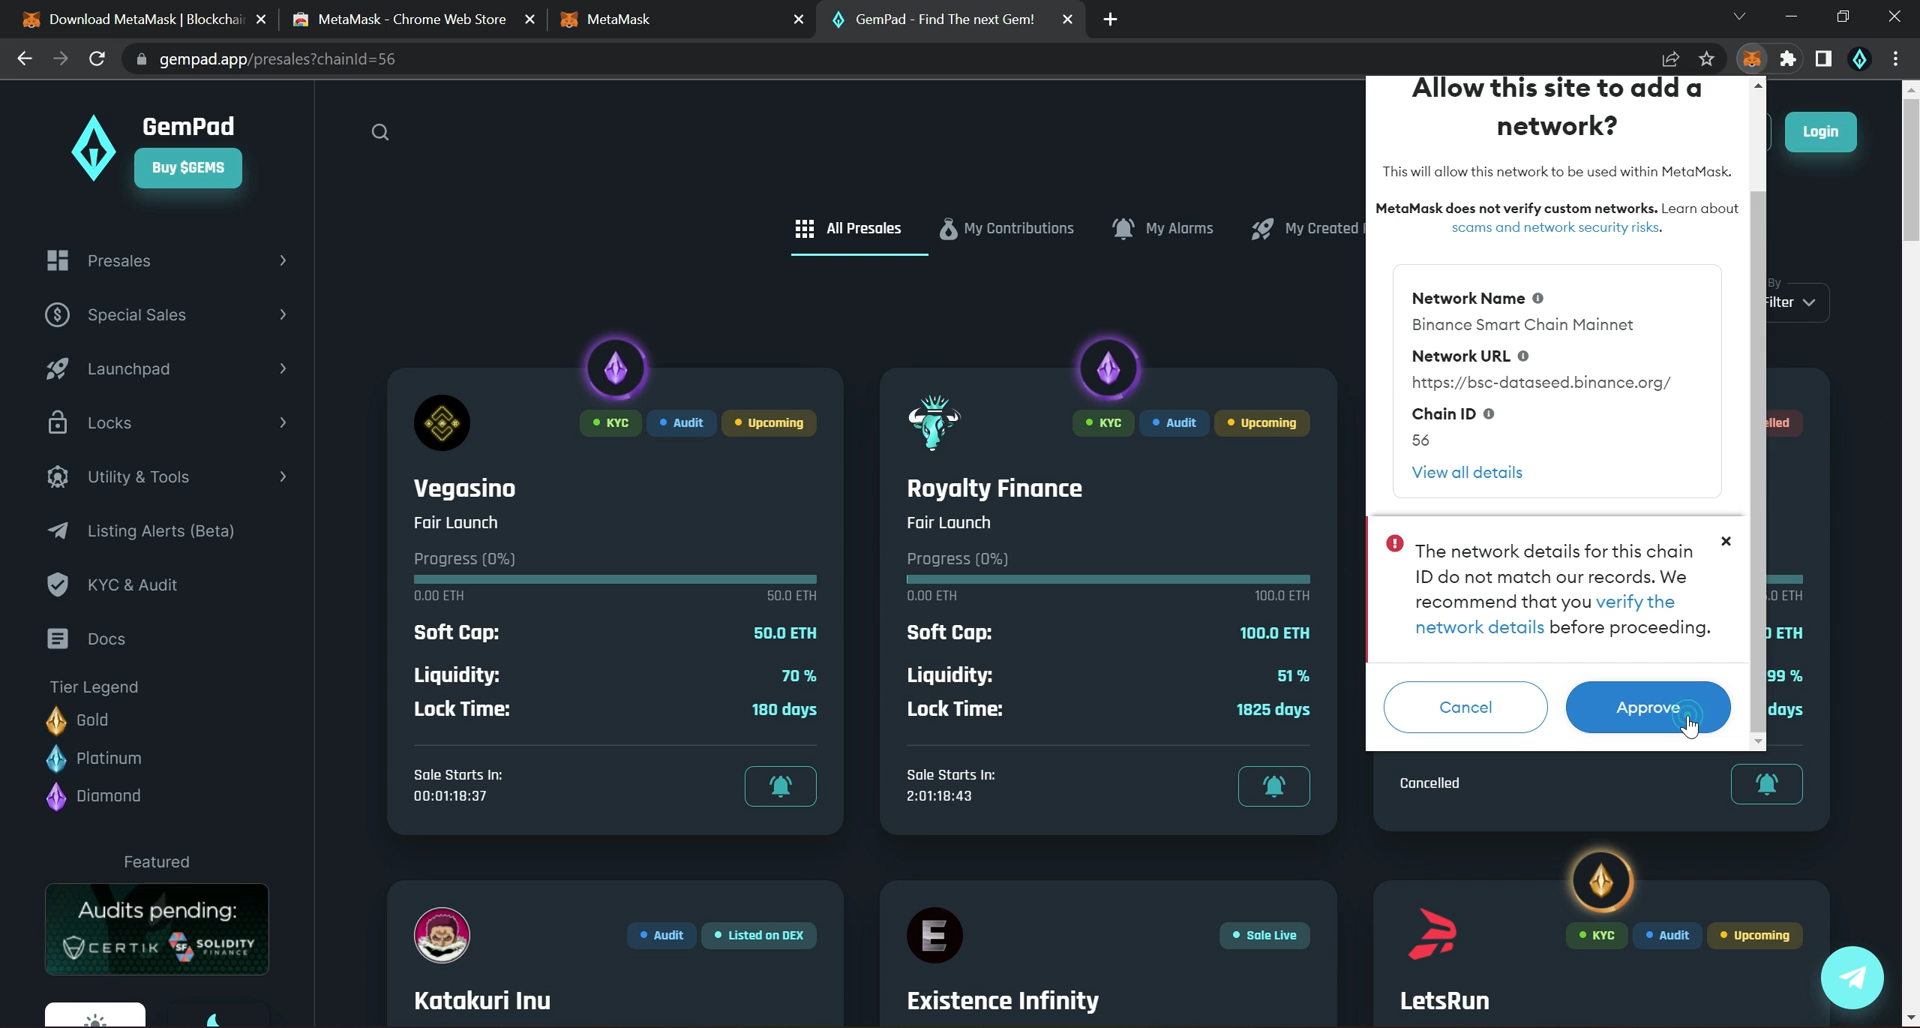 Download MetaMask | Blockchai
MetaMask - Chrome Web Store
MetaMask
GemPad - Find The next Gem!
gempad.app/presales?chainId=56
GemPad
Buy $GEMS
Presales
Special Sales
Launchpad
Locks
Utility & Tools
Listing Alerts (Beta)
KYC & Audit
Docs
Tier Legend
Gold
Platinum
Diamond
Featured
Audits pending:
CERTIK SF SOLIDITY
FINANCE
Login
All Presales
My Contributions
My Alarms
My Created
By
Filter
KYC
Audit
Upcoming
Vegasino
Fair Launch
Progress (0%)
0.00 ETH
50.0 ETH
Soft Cap:
50.0 ETH
Liquidity:
70 %
Lock Time:
180 days
Sale Starts In:
00:01:18:37
KYC
Audit
Upcoming
Royalty Finance
Fair Launch
Progress (0%)
0.00 ETH
100.0 ETH
Soft Cap:
100.0 ETH
Liquidity:
51 %
Lock Time:
1825 days
Sale Starts In:
2:01:18:43
Allow this site to add a
network?
This will allow this network to be used within MetaMask.
MetaMask does not verify custom networks. Learn about
scams and network security risks.
Network Name
Binance Smart Chain Mainnet
Network URL
https://bsc-dataseed.binance.org/
Chain ID
56
View all details
The network details for this chain
ID do not match our records. We
recommend that you verify the
network details before proceeding.
Cancel
Approve
elled
.0 ETH
0 ETH
99 %
days
Cancelled
Audit
Listed on DEX
Katakuri Inu
E
Sale Live
Existence Infinity
KYC
Audit
Upcoming
LetsRun